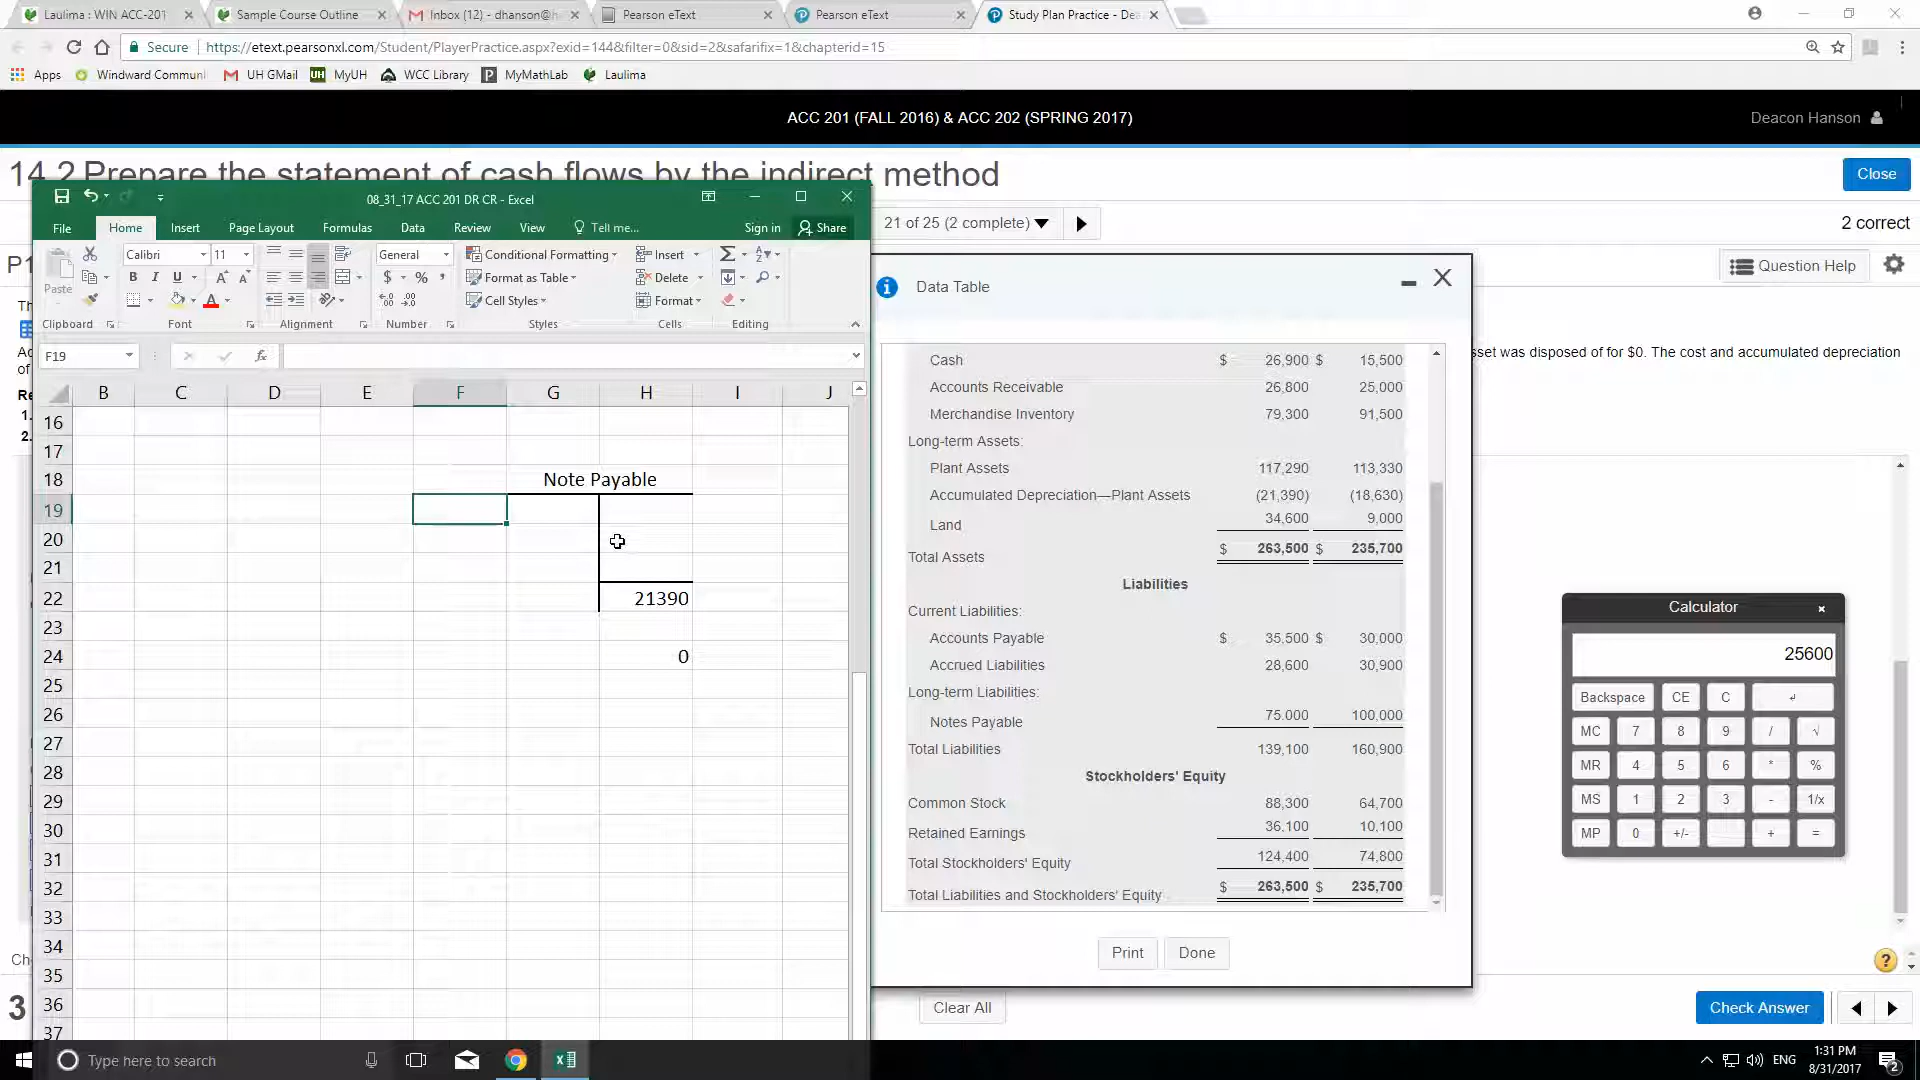 Laulima : WIN ACC-201
Sample Course Outline
Inbox (12) - dhanson@h
Pearson eText
Pearson eText
Study Plan Practice - Dea
Secure https://etext.pearsonxl.com/Student/PlayerPractice.aspx?exid=144&filter=0&sid=2&safarifix=1&chapterid=15
Apps Windward Commun UH GMail MyUH WCC Library MyMathLab Laulima
ACC 201 (FALL 2016) & ACC 202 (SPRING 2017)
Deacon Hanson
14.2 Prepare the statement of cash flows by the indirect method
Close
08_31_17 ACC 201 DR CR - Excel
21 of 25 (2 complete)
2 correct
File Home Insert Page Layout Formulas Data Review View Tell me... Sign in Share
Question Help
Paste
Calibri 11
General
Conditional Formatting
Format as Table
Cell Styles
Insert
Delete
Format
Clipboard Font Alignment Number Styles Cells Editing
F19
B C D E F G H I J
16
17
18 Note Payable
19
20
21
22 21390
23
24 0
25
26
27
28
29
30
31
32
33
34
35
36
37
P1
Th
Ac
of
Re
1.
2.
sset was disposed of for $0. The cost and accumulated depreciation
Data Table
Cash $ 26,900 $ 15,500
Accounts Receivable 26,800 25,000
Merchandise Inventory 79,300 91,500
Long-term Assets:
Plant Assets 117,290 113,330
Accumulated Depreciation—Plant Assets (21,390) (18,630)
Land 34,600 9,000
Total Assets $ 263,500 $ 235,700
Liabilities
Current Liabilities:
Accounts Payable $ 35,500 $ 30,000
Accrued Liabilities 28,600 30,900
Long-term Liabilities:
Notes Payable 75,000 100,000
Total Liabilities 139,100 160,900
Stockholders' Equity
Common Stock 88,300 64,700
Retained Earnings 36,100 10,100
Total Stockholders' Equity 124,400 74,800
Total Liabilities and Stockholders' Equity $ 263,500 $ 235,700
Print Done
Calculator
25600
Backspace CE C
MC 7 8 9 / √
MR 4 5 6 * %
MS 1 2 3 - 1/x
MP 0 +/- + =
Ch
3
Clear All
Check Answer
Type here to search
ENG
1:31 PM
8/31/2017
2